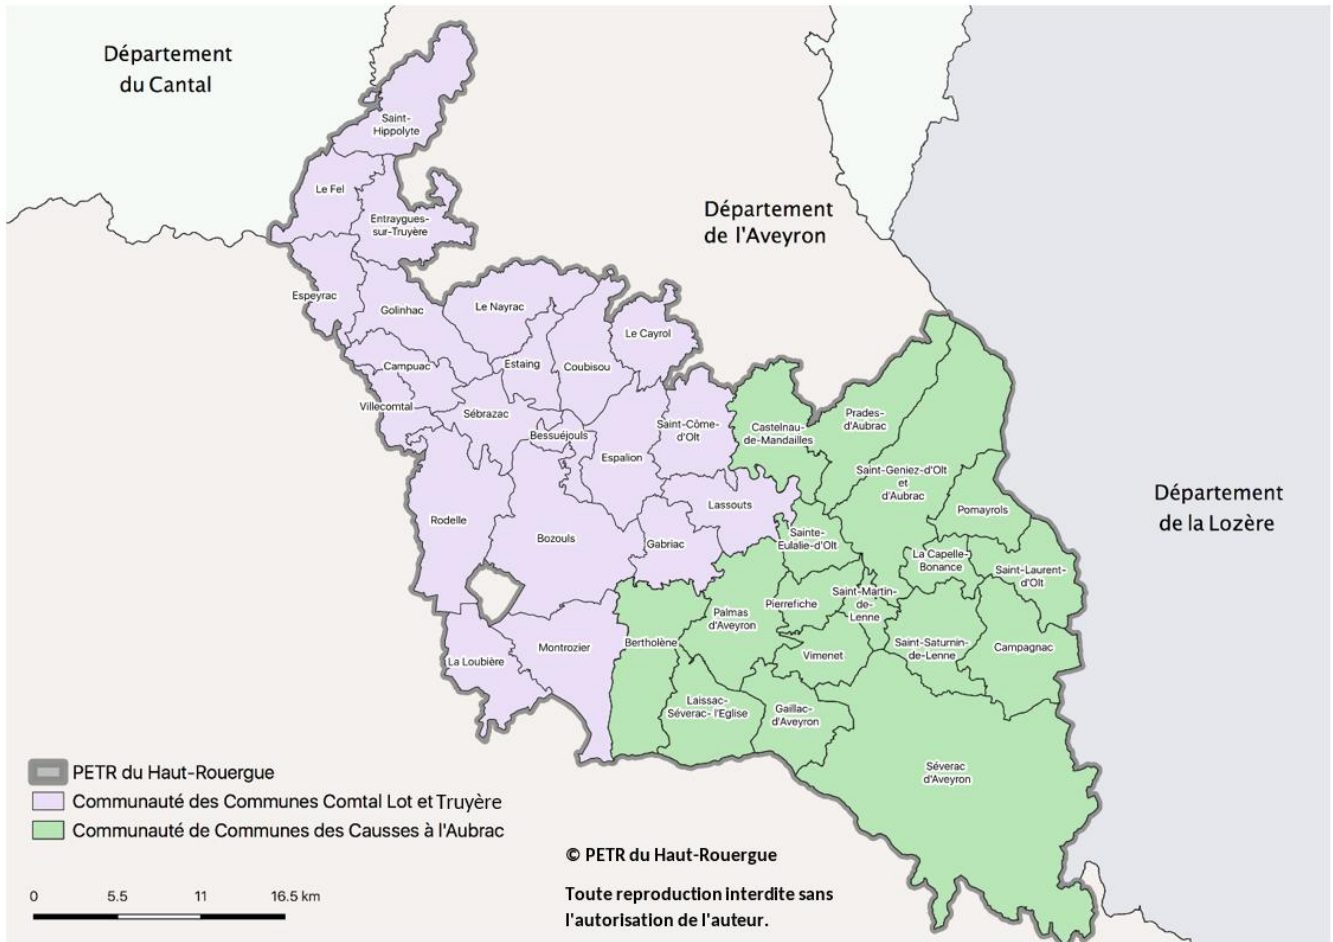 Département
du Cantal
Saint-
Hippolyte
Le Fel
Entraygues-
sur-Truyère
Département
de l'Aveyron
Espeyrac
Golinhac
Le Nayrac
Le Cayrol
Campuac
Estaing
Coubisou
Villecomtal
Sébrazac
Bessuéjouls
Saint-Côme-
d'Olt
Castelnau-
de-Mandailles
Prades-
d'Aubrac
Espalion
Saint-Geniez-d'Olt
et
d'Aubrac
Département
de la Lozère
Lassouts
Pomayrols
Rodelle
Bozouls
Gabriac
Sainte-
Eulalie-d'Olt
La Capelle-
Bonance
Saint-Laurent-
d'Olt
Palmas
d'Aveyron
Pierrefiche
Saint-Martin-
de-
Lenne
La Loubière
Montrozier
Bertholène
Vimenet
Saint-Saturnin-
de-Lenne
Campagnac
Laissac-
Séverac- l'Eglise
Gaillac-
d'Aveyron
Séverac
d'Aveyron
PETR du Haut-Rouergue
Communauté des Communes Comtal Lot et Truyère
Communauté de Communes des Causses à l'Aubrac
0 5.5 11 16.5 km
© PETR du Haut-Rouergue
Toute reproduction interdite sans
l'autorisation de l'auteur.